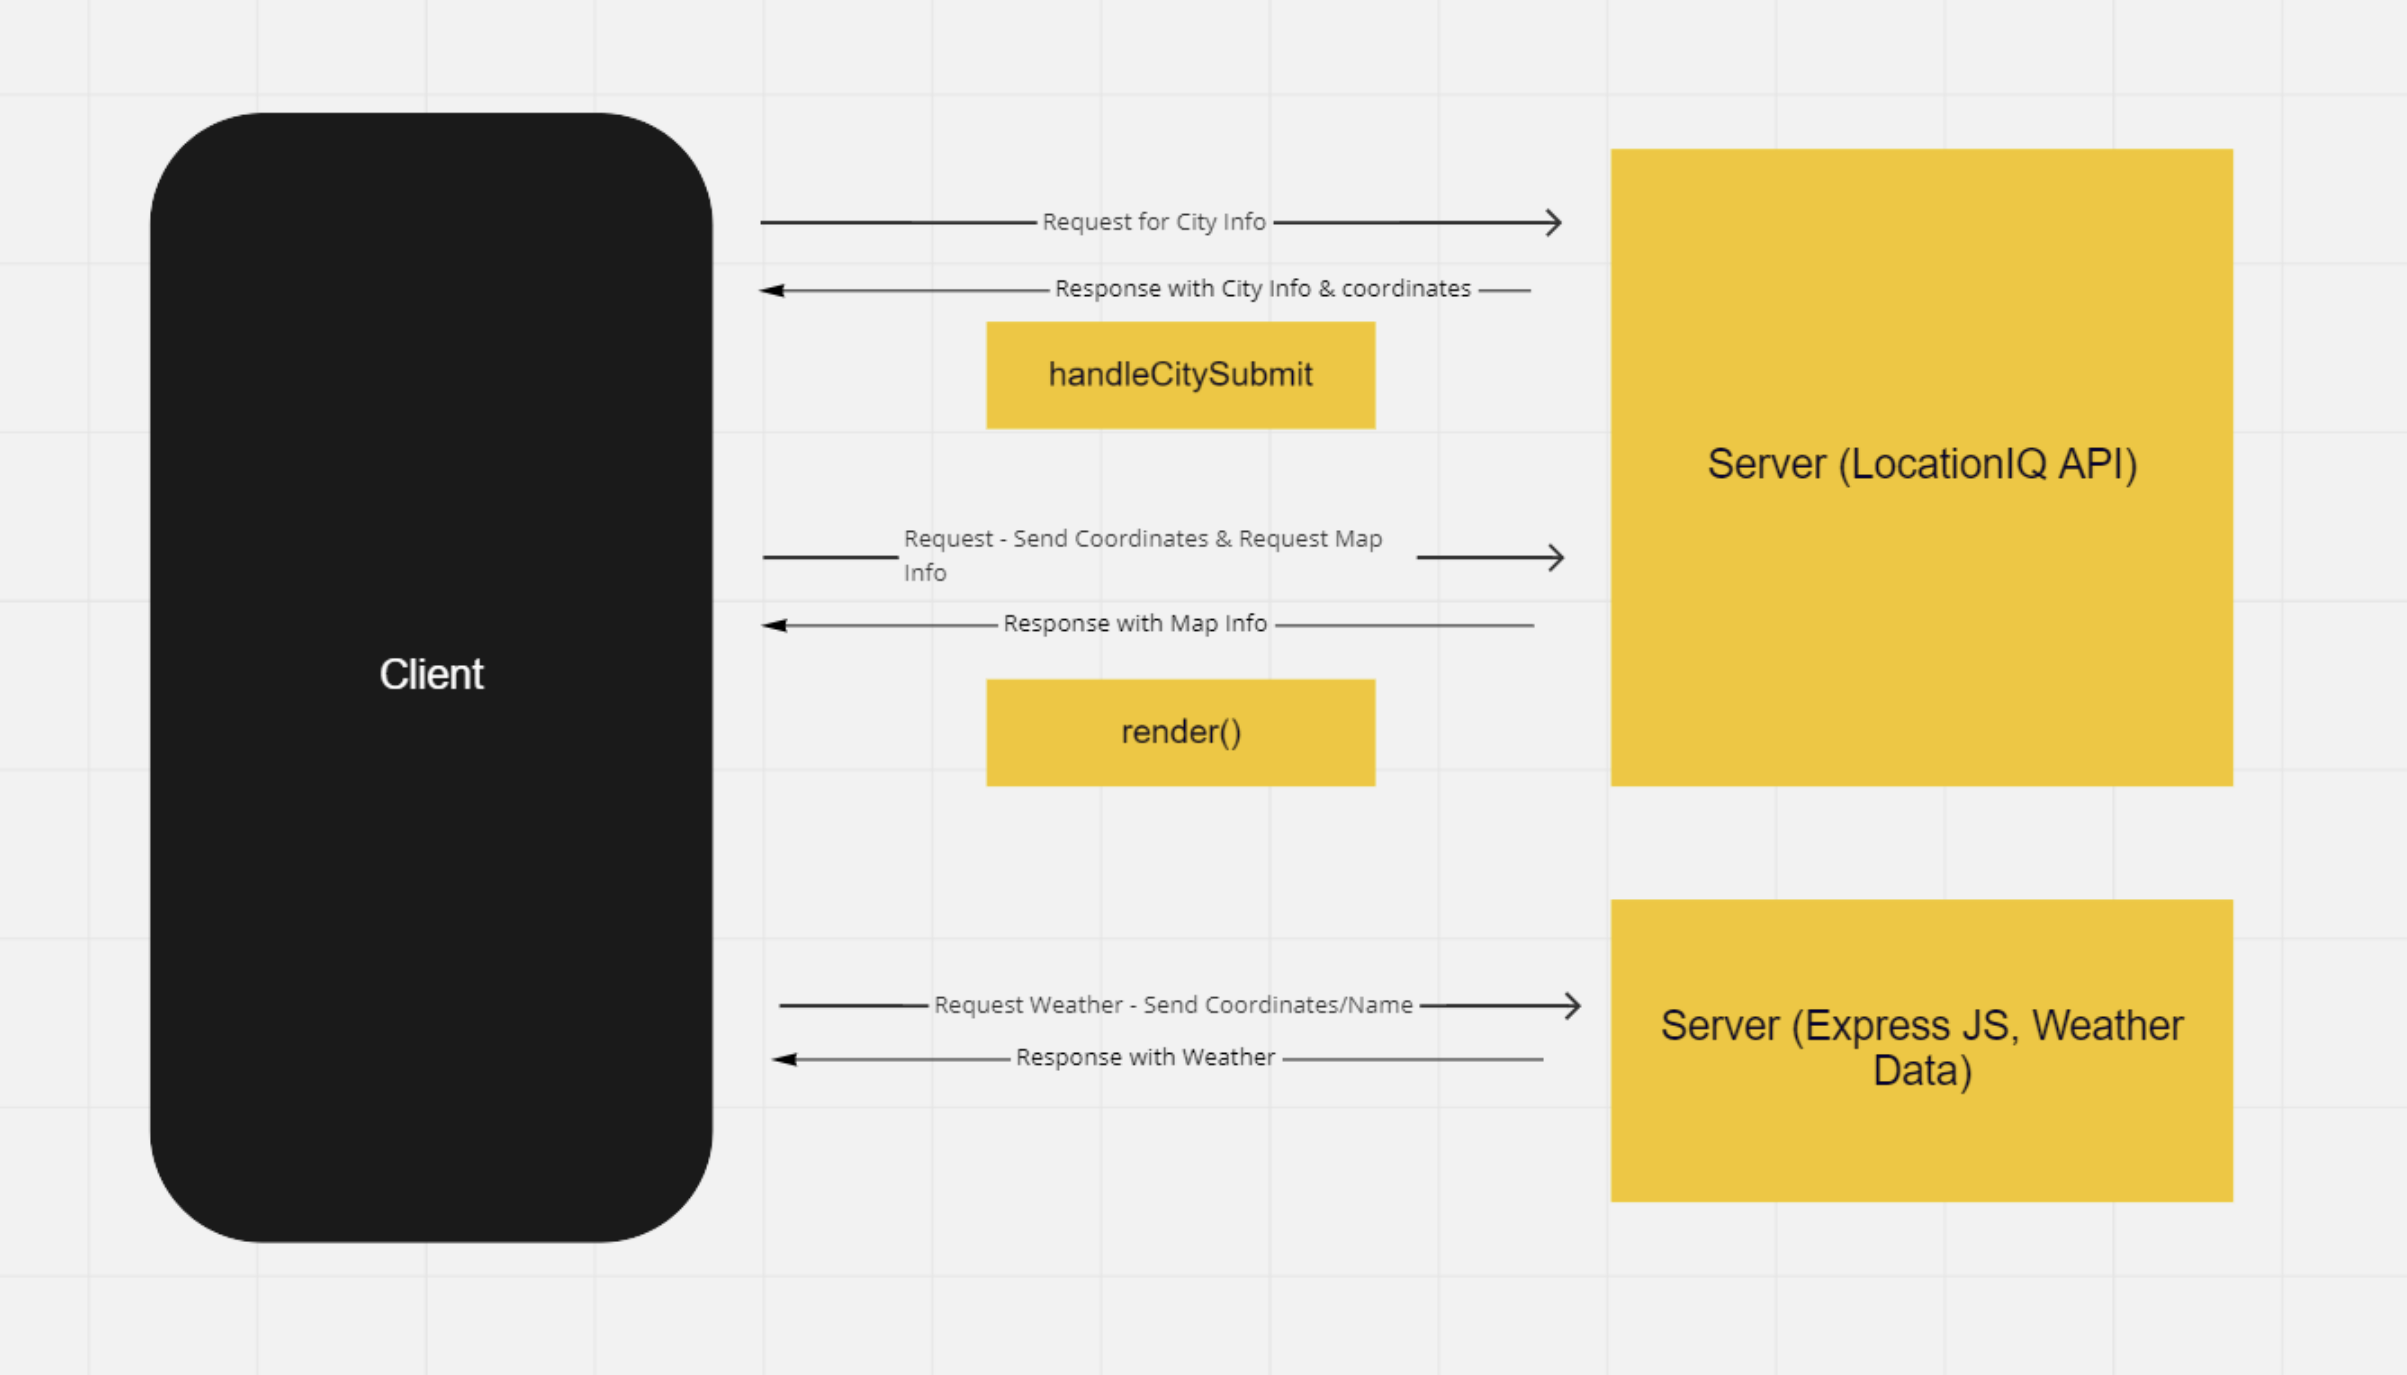 Client
Request for City Info
Response with City Info & coordinates
handleCitySubmit
Request - Send Coordinates & Request Map
Info
Response with Map Info
render()
Server (LocationIQ API)
Request Weather - Send Coordinates/Name
Response with Weather
Server (Express JS, Weather
Data)